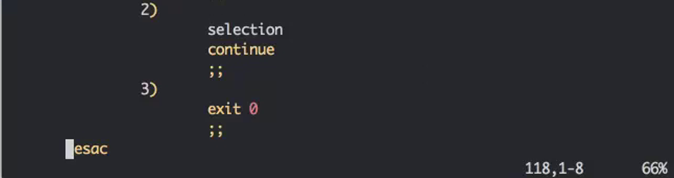 2)
selection
continue
;;
3)
exit 0
;;
esac
118,1-8 66%